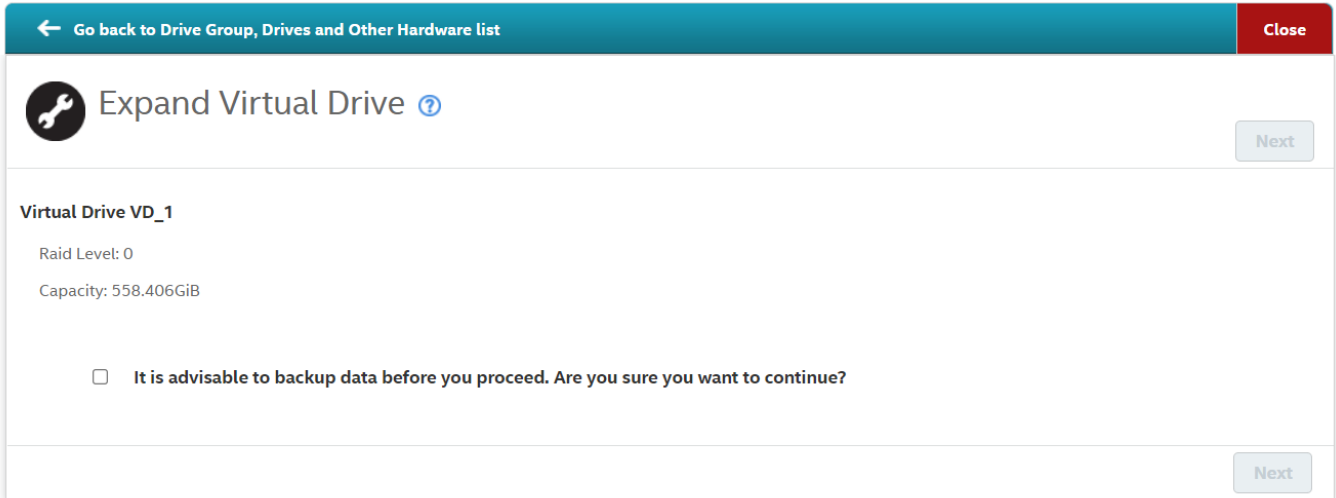 Go back to Drive Group, Drives and Other Hardware list
Close
Expand Virtual Drive ?
Next
Virtual Drive VD_1
Raid Level: 0
Capacity: 558.406GiB
It is advisable to backup data before you proceed. Are you sure you want to continue?
Next